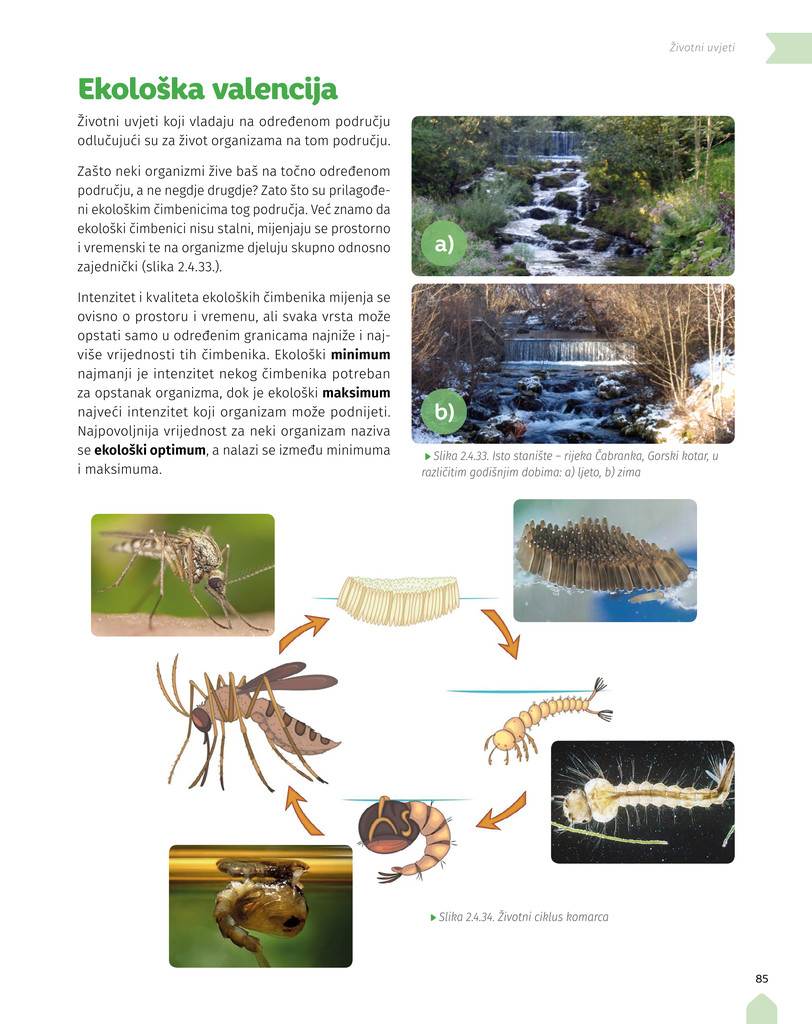 Životni uvjeti
Ekološka valencija
Životni uvjeti koji vladaju na određenom području
odlučujući su za život organizama na tom području.
Zašto neki organizmi žive baš na točno određenom
području, a ne negdje drugdje? Zato što su prilagođe-
ni ekološkim čimbenicima tog područja. Već znamo da
ekološki čimbenici nisu stalni, mijenjaju se prostorno
i vremenski te na organizme djeluju skupno odnosno
zajednički (slika 2.4.33.).
Intenzitet i kvaliteta ekoloških čimbenika mijenja se
ovisno o prostoru i vremenu, ali svaka vrsta može
opstati samo u određenim granicama najniže i naj-
više vrijednosti tih čimbenika. Ekološki minimum
najmanji je intenzitet nekog čimbenika potreban
za opstanak organizma, dok je ekološki maksimum
najveći intenzitet koji organizam može podnijeti.
Najpovoljnija vrijednost za neki organizam naziva
se ekološki optimum, a nalazi se između minimuma
i maksimuma.
a)
b)
Slika 2.4.33. Isto stanište – rijeka Čabranka, Gorski kotar, u
različitim godišnjim dobima: a) ljeto, b) zima
Slika 2.4.34. Životni ciklus komarca
85